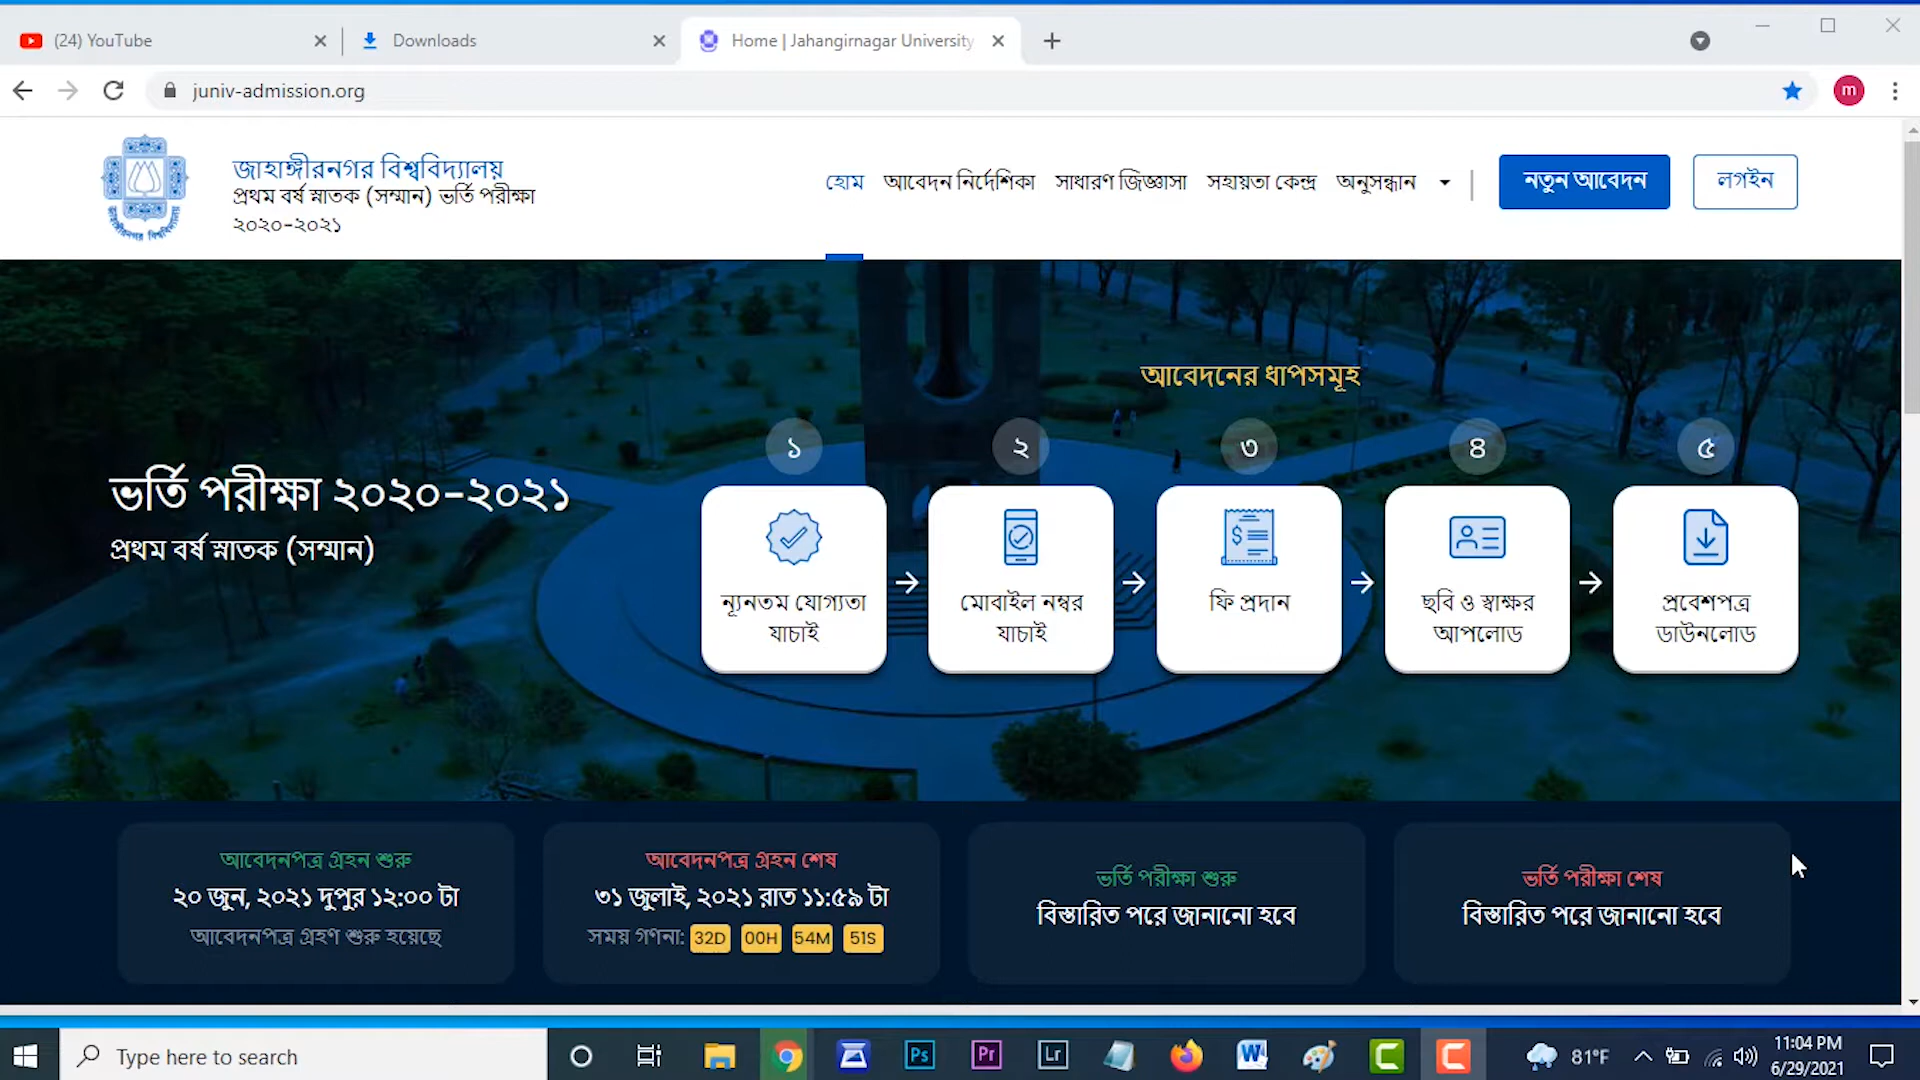 (24) YouTube
Downloads
Home | Jahangirnagar University
juniv-admission.org
m
জাহাঙ্গীরনগর বিশ্ববিদ্যালয়
প্রথম বর্ষ স্নাতক (সম্মান) ভর্তি পরীক্ষা
২০২০-২০২১
হোম আবেদন নির্দেশিকা সাধারণ জিজ্ঞাসা সহায়তা কেন্দ্র অনুসন্ধান
নতুন আবেদন
লগইন
আবেদনের ধাপসমূহ
১ ২ ৩ ৪ ৫
ভর্তি পরীক্ষা ২০২০-২০২১
প্রথম বর্ষ স্নাতক (সম্মান)
ন্যূনতম যোগ্যতা
যাচাই
মোবাইল নম্বর
যাচাই
ফি প্রদান
ছবি ও স্বাক্ষর
আপলোড
প্রবেশপত্র
ডাউনলোড
আবেদনপত্র গ্রহন শুরু
২০ জুন, ২০২১ দুপুর ১২:০০ টা
আবেদনপত্র গ্রহণ শুরু হয়েছে
আবেদনপত্র গ্রহন শেষ
৩১ জুলাই, ২০২১ রাত ১১:৫৯ টা
সময় গণনা: 32D 00H 54M 51S
ভর্তি পরীক্ষা শুরু
বিস্তারিত পরে জানানো হবে
ভর্তি পরীক্ষা শেষ
বিস্তারিত পরে জানানো হবে
Type here to search
Ps
Pr
Lr
W
C
C
81°F
11:04 PM
6/29/2021